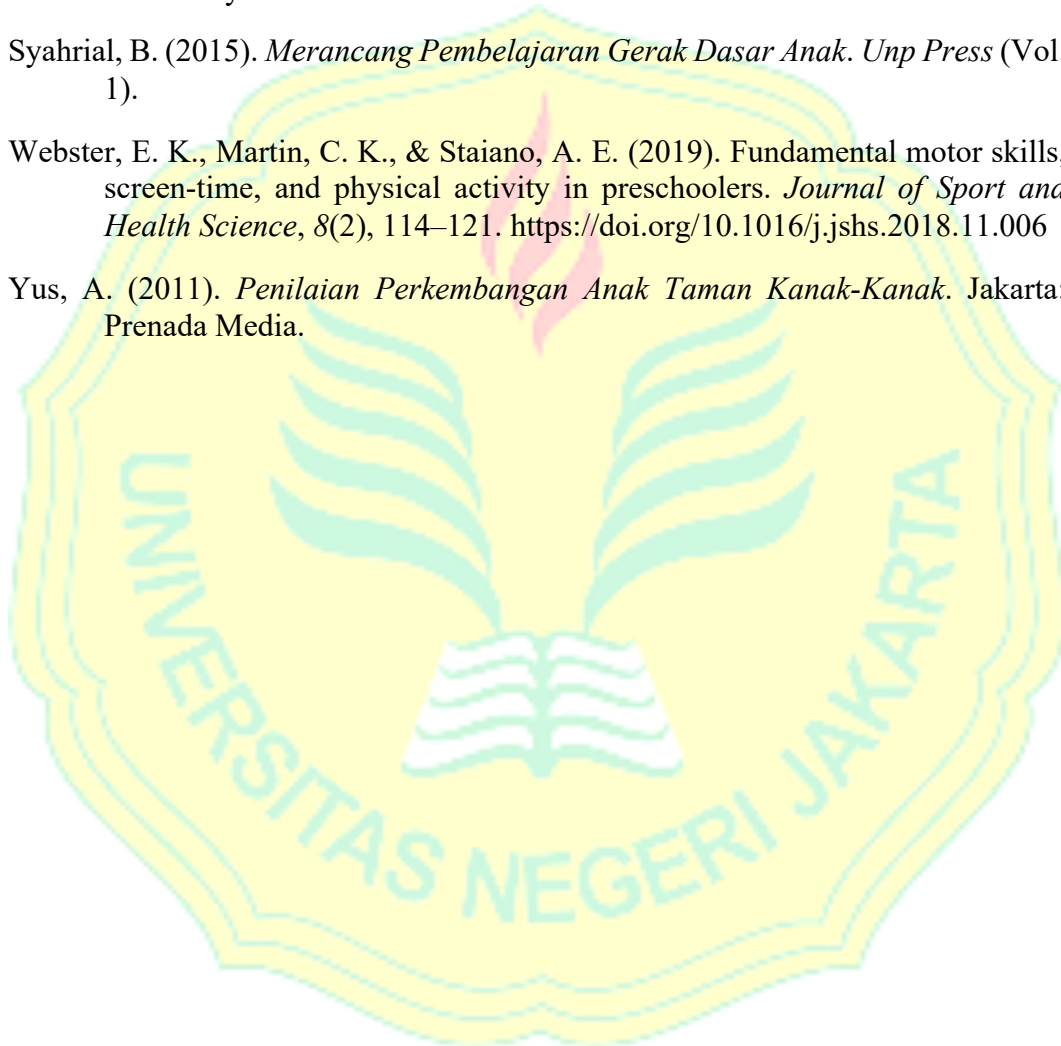 Syahrial, B. (2015). Merancang Pembelajaran Gerak Dasar Anak. Unp Press (Vol.
1).
Webster, E. K., Martin, C. K., & Staiano, A. E. (2019). Fundamental motor skills,
screen-time, and physical activity in preschoolers. Journal of Sport and
Health Science, 8(2), 114–121. https://doi.org/10.1016/j.jshs.2018.11.006
Yus, A. (2011). Penilaian Perkembangan Anak Taman Kanak-Kanak. Jakarta:
Prenada Media.
UNIVERSITAS NEGERI JAKARTA